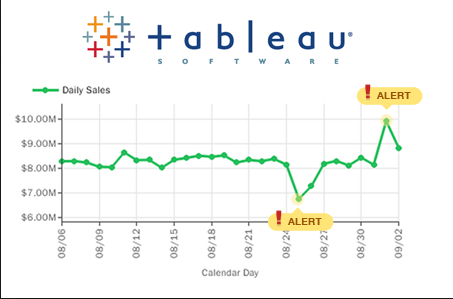 +ableau®
SOFTWARE
Daily Sales
! ALERT
$10.00M
$9.00M
$8.00M
$7.00M
$6.00M
! ALERT
08/06
08/09
08/12
08/15
08/18
08/21
08/24
08/27
08/30
09/02
Calendar Day